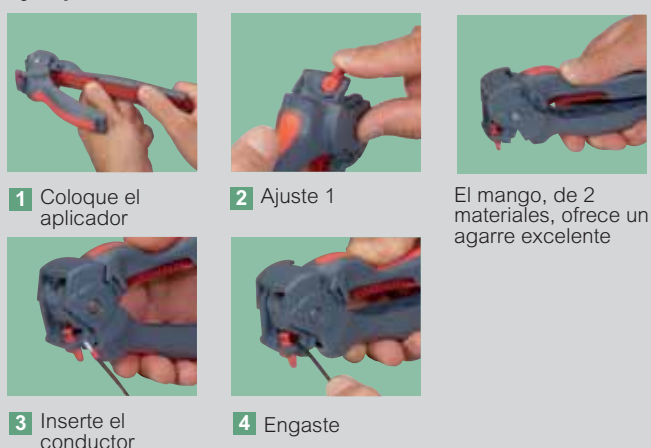 1 Coloque el
aplicador
2 Ajuste 1
El mango, de 2
materiales, ofrece un
agarre excelente
3 Inserte el
conductor
4 Engaste